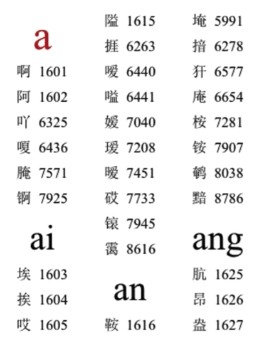 a
啊 1601
阿 1602
吖 6325
嗄 6436
腌 7571
锕 7925
ai
埃 1603
挨 1604
哎 1605
隘 1615
捱 6263
嗳 6440
嗌 6441
嫒 7040
瑷 7208
暧 7451
砹 7733
锿 7945
霭 8616
an
鞍 1616
埯 5991
揞 6278
犴 6577
庵 6654
桉 7281
铵 7907
鹌 8038
黯 8786
ang
肮 1625
昂 1626
盎 1627